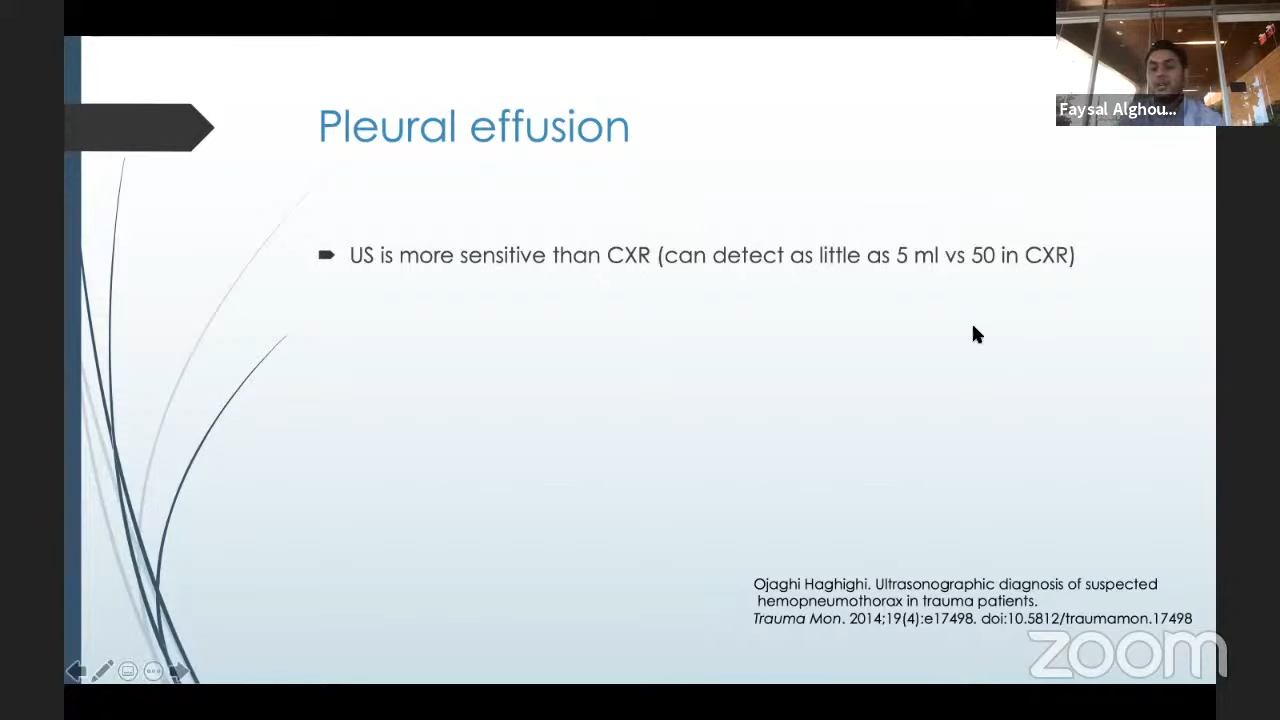 Faysal Alghou...
Pleural effusion
US is more sensitive than CXR (can detect as little as 5 ml vs 50 in CXR)
Ojaghi Haghighi. Ultrasonographic diagnosis of suspected
hemopneumothorax in trauma patients.
Trauma Mon. 2014;19(4):e17498. doi:10.5812/traumamon.17498
zoom